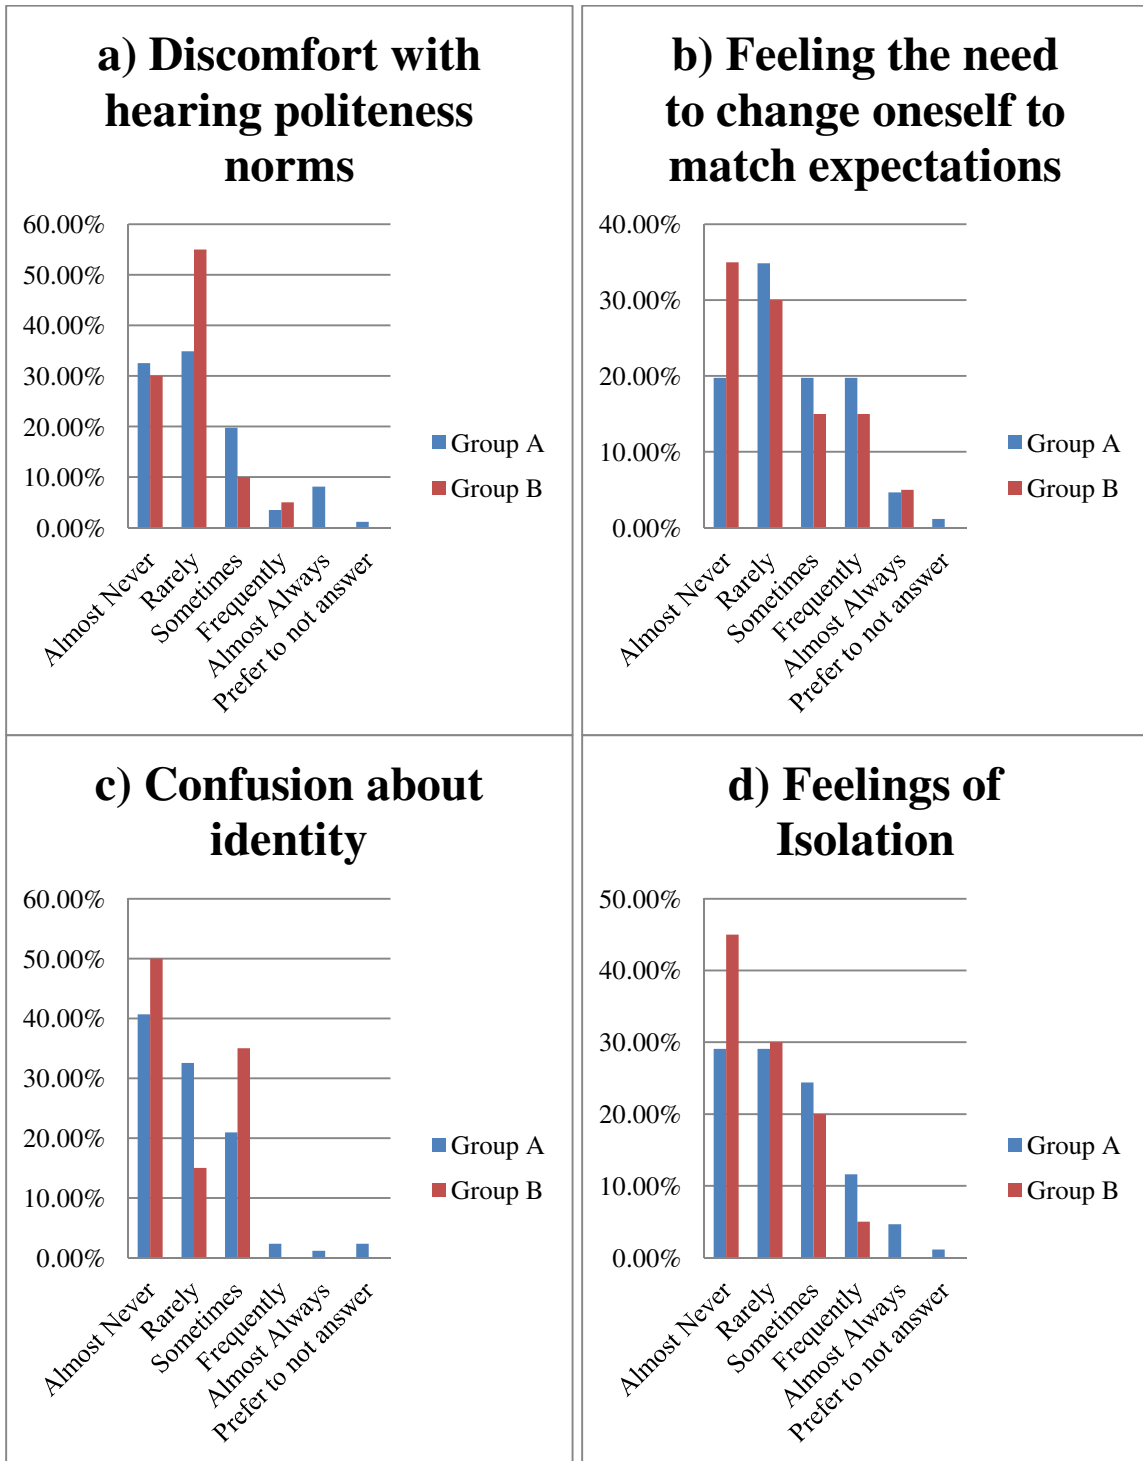 a) Discomfort with
hearing politeness
norms
60.00%
50.00%
40.00%
30.00%
20.00%
10.00%
0.00%
Almost Never
Rarely
Sometimes
Frequently
Almost Always
Prefer to not answer
Group A
Group B
b) Feeling the need
to change oneself to
match expectations
40.00%
30.00%
20.00%
10.00%
0.00%
Almost Never
Rarely
Sometimes
Frequently
Almost Always
Prefer to not answer
Group A
Group B
c) Confusion about
identity
60.00%
50.00%
40.00%
30.00%
20.00%
10.00%
0.00%
Almost Never
Rarely
Sometimes
Frequently
Almost Always
Prefer to not answer
Group A
Group B
d) Feelings of
Isolation
50.00%
40.00%
30.00%
20.00%
10.00%
0.00%
Almost Never
Rarely
Sometimes
Frequently
Almost Always
Prefer to not answer
Group A
Group B